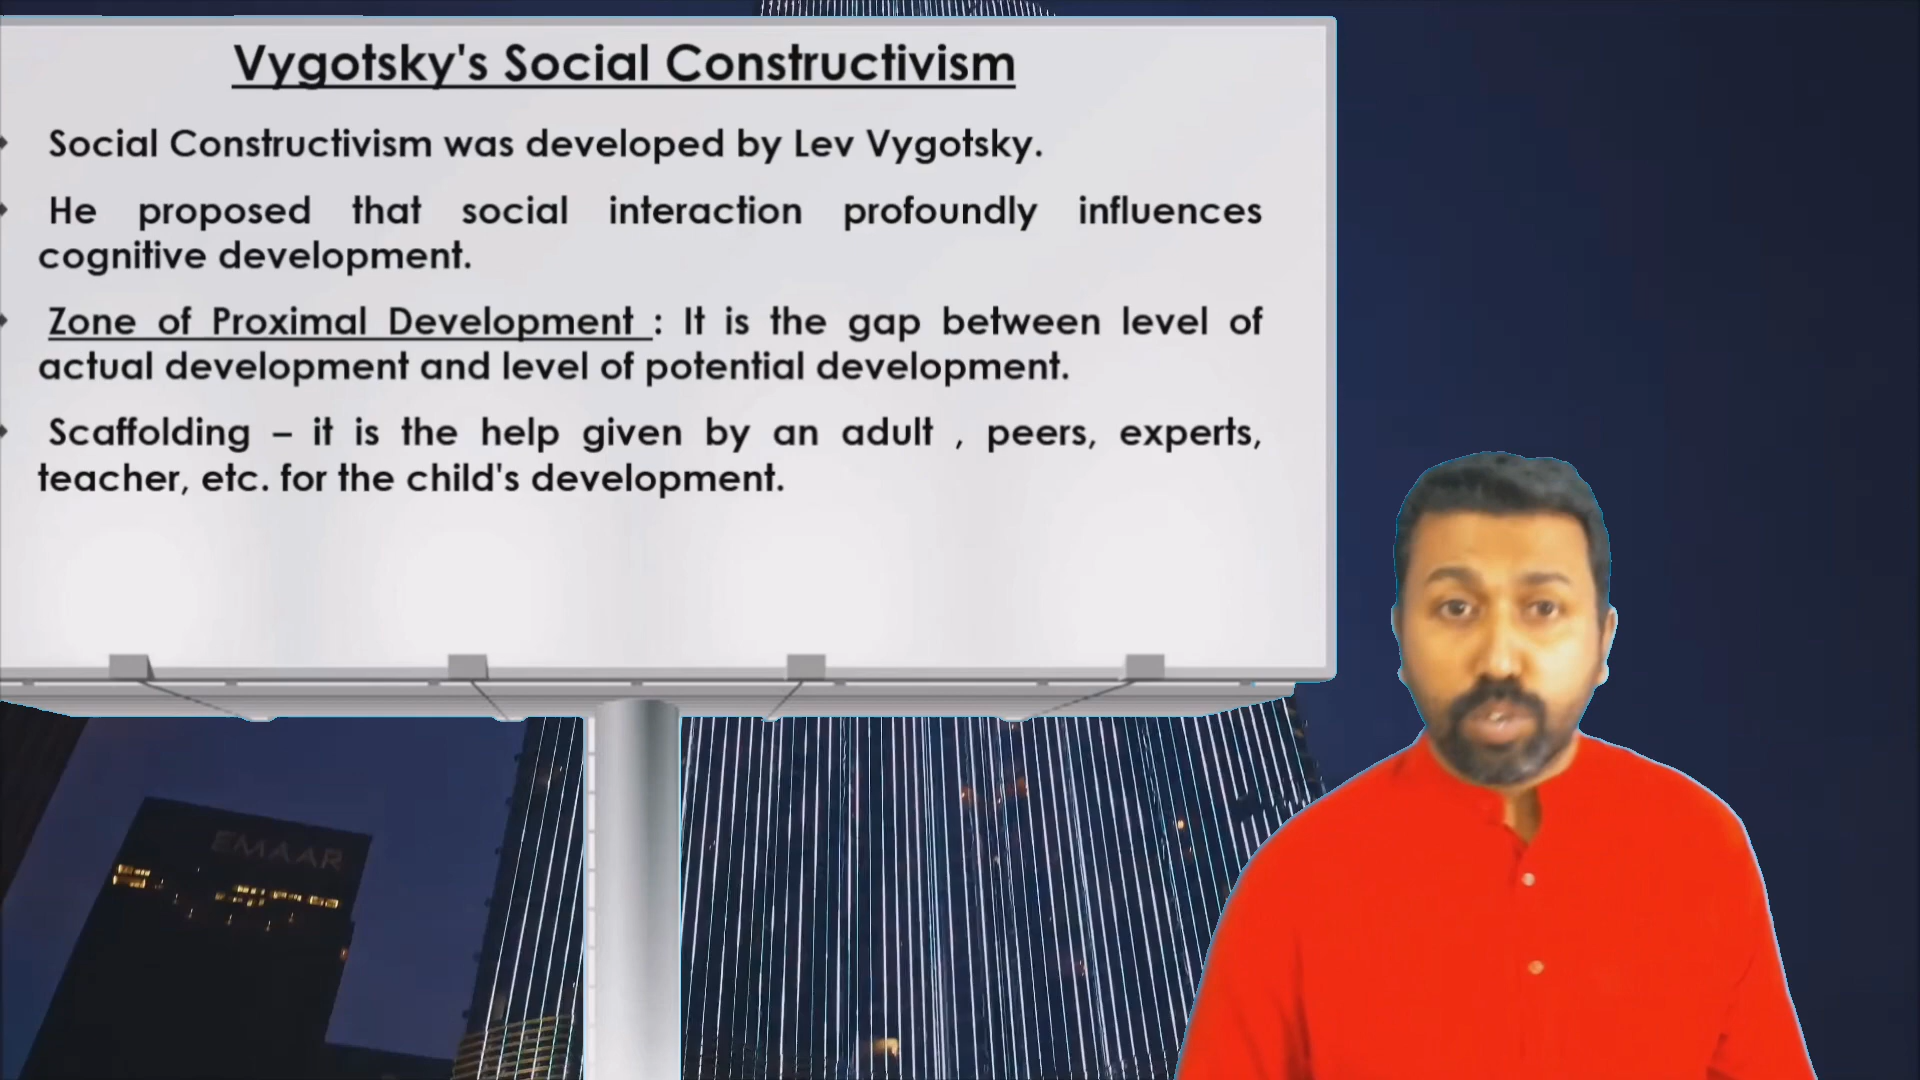 Vygotsky's Social Constructivism
Social Constructivism was developed by Lev Vygotsky.
He proposed that social interaction profoundly influences
cognitive development.
Zone of Proximal Development : It is the gap between level of
actual development and level of potential development.
Scaffolding – it is the help given by an adult , peers, experts,
teacher, etc. for the child's development.
EMAAR